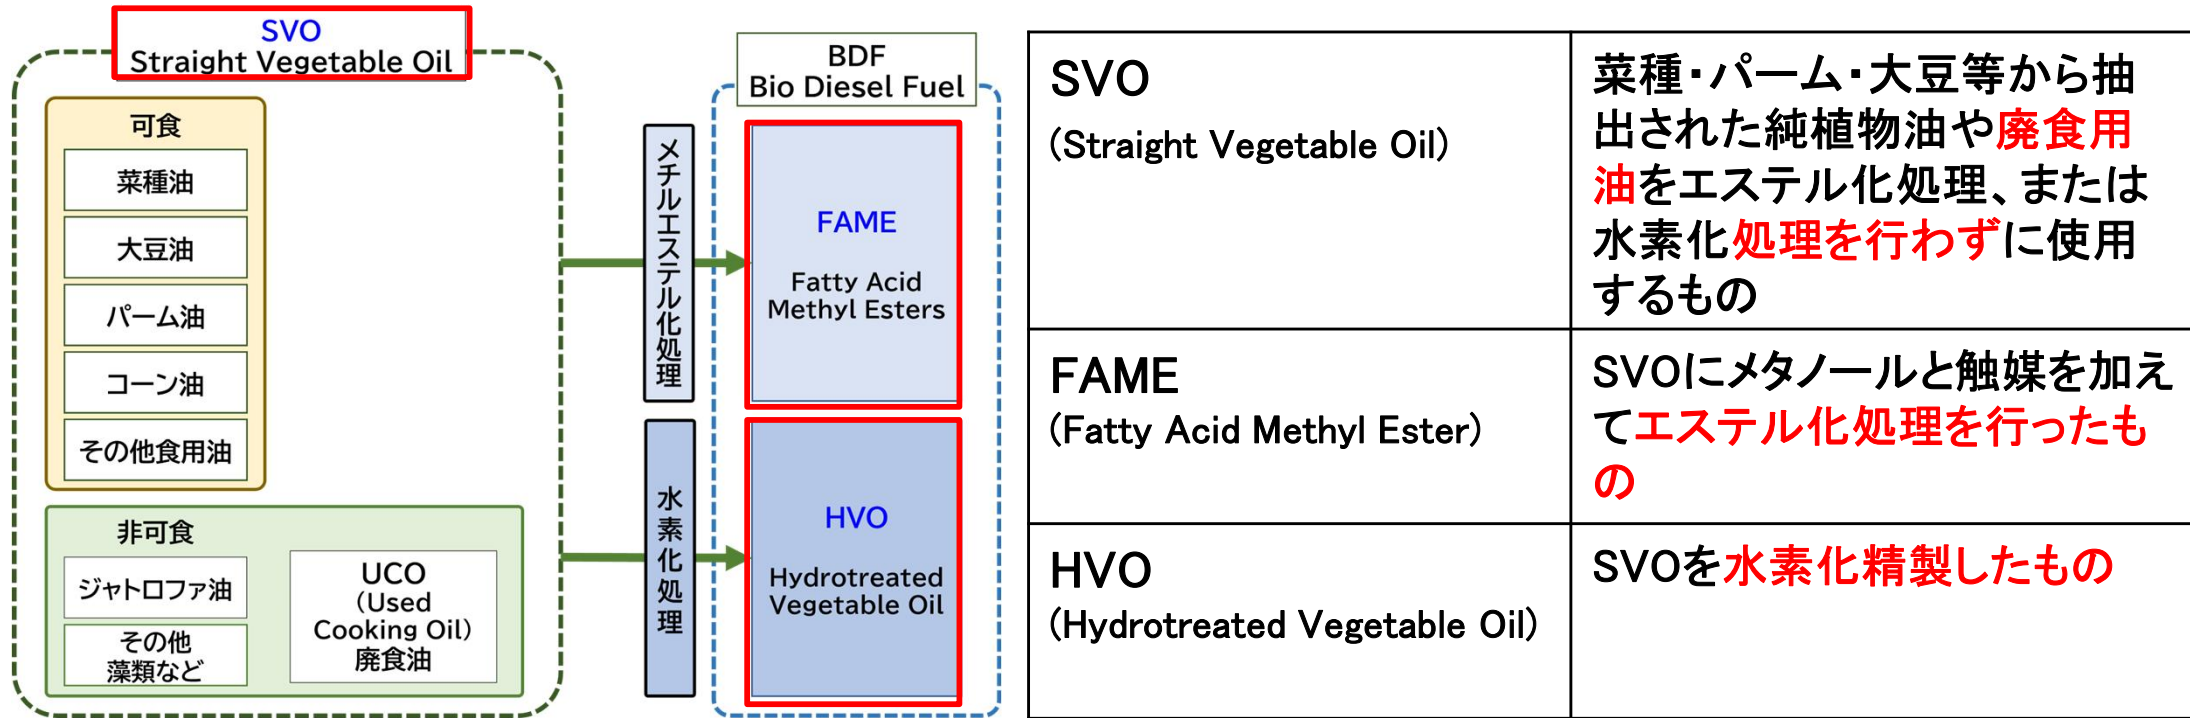 SVO
Straight Vegetable Oil
可食
菜種油
大豆油
パーム油
コーン油
その他食用油
非可食
ジャトロファ油
その他
藻類など
UCO
(Used
Cooking Oil)
廃食油
メチルエステル化処理
水素化処理
BDF
Bio Diesel Fuel
FAME
Fatty Acid
Methyl Esters
HVO
Hydrotreated
Vegetable Oil
SVO
(Straight Vegetable Oil)
菜種・パーム・大豆等から抽
出された純植物油や廃食用
油をエステル化処理、または
水素化処理を行わずに使用
するもの
FAME
(Fatty Acid Methyl Ester)
SVOにメタノールと触媒を加え
てエステル化処理を行ったも
の
HVO
(Hydrotreated Vegetable Oil)
SVOを水素化精製したもの